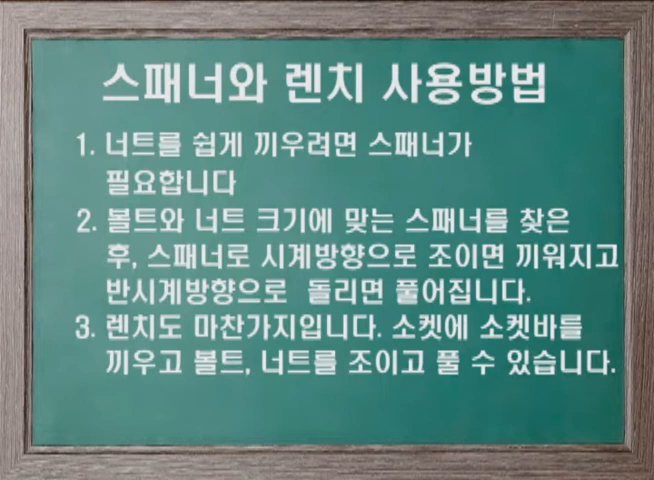 스패너와 렌치 사용방법
1. 너트를 쉽게 끼우려면 스패너가
필요합니다
2. 볼트와 너트 크기에 맞는 스패너를 찾은
후, 스패너로 시계방향으로 조이면 끼워지고
반시계방향으로 돌리면 풀어집니다.
3. 렌치도 마찬가지입니다. 소켓에 소켓바를
끼우고 볼트, 너트를 조이고 풀 수 있습니다.